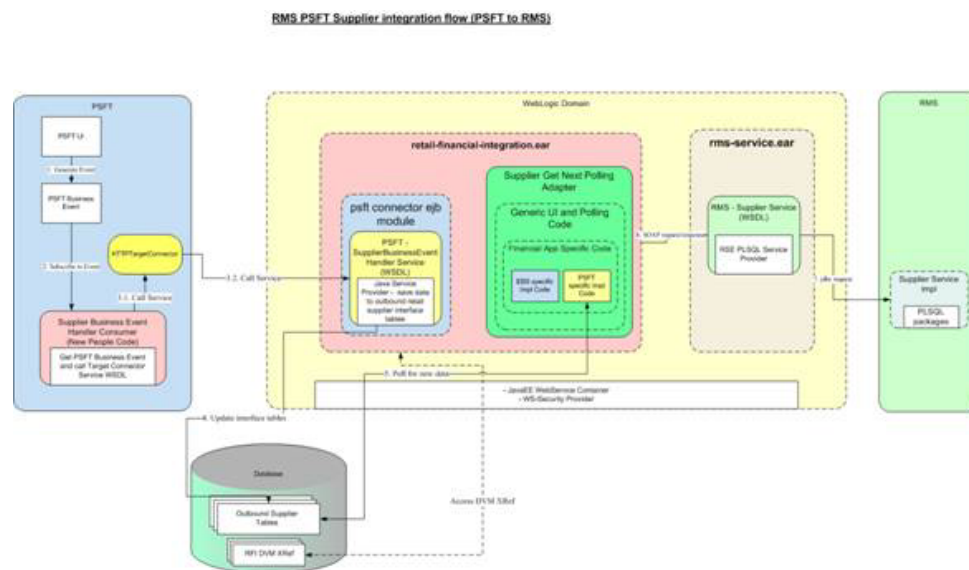 RMS PSFT Supplier integration flow (PSFT to RMS)
PSFT
PSFT UI
1. Generate Event
PSFT Business
Event
2. Subscribe to Event
HTTPTargetConnector
3.1. Call Service
Supplier Business Event
Handler Consumer
(New People Code)
Get PSFT Business Event
and call Target Connector
Service WSDL
3.2. Call Service
WebLogic Domain
retail-financial-integration.ear
psft connector ejb
module
PSFT -
SupplierBusinessEvent
Handler Service
(WSDL)
Java Service
Provider - save data
to outbound retail
supplier interface
tables
Supplier Get Next Polling
Adapter
Generic UI and Polling
Code
Financial App Specific Code
EBS specific
Impl Code
PSFT
specific Impl
Code
6. SOAP request/response
rms-service.ear
RMS - Supplier Service
(WSDL)
RSE PLSQL Service
Provider
RMS
Supplier Service
Impl
PLSQL
packages
5. Poll for new data
- JavaEE WebService Container
- WS-Security Provider
4. Update interface tables
Database
Outbound Supplier
Tables
RFI DVM XRef
Access DVM XRef